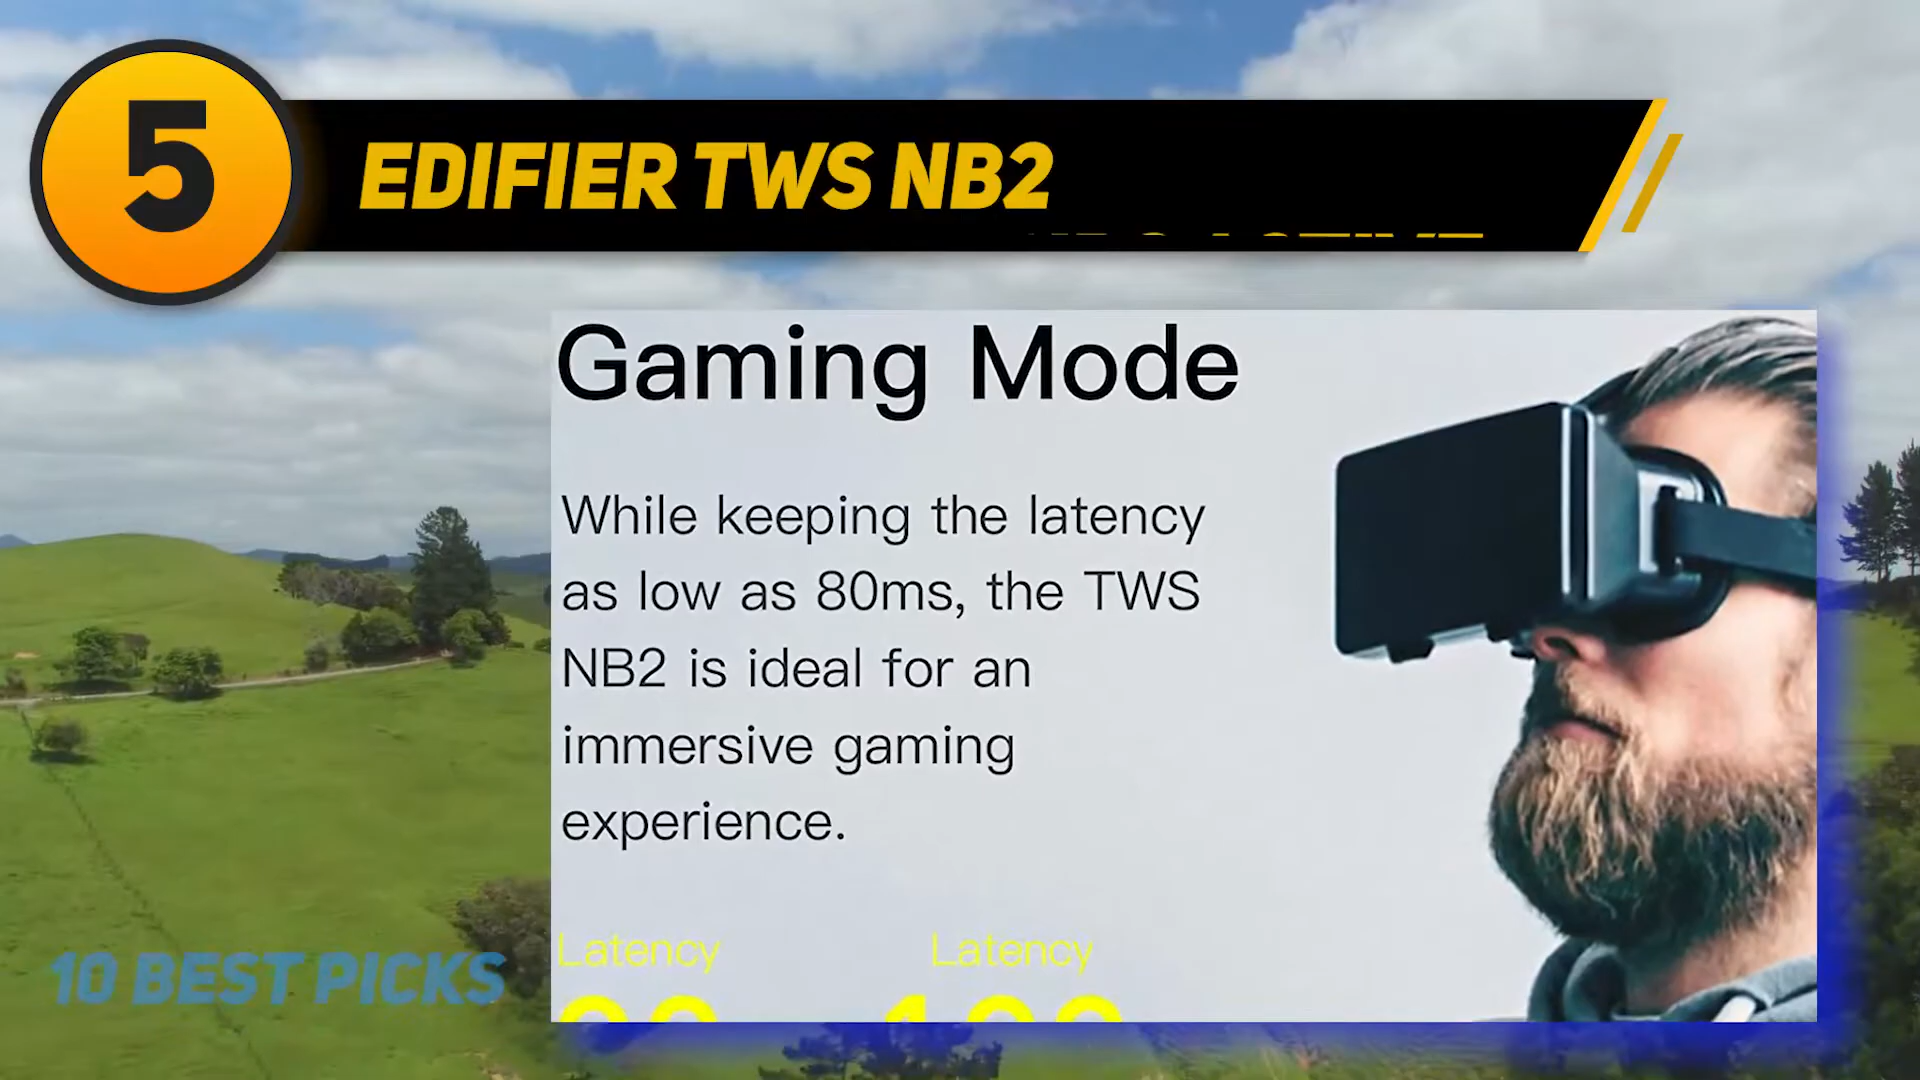 5
EDIFIER TWS NB2
Gaming Mode
While keeping the latency
as low as 80ms, the TWS
NB2 is ideal for an
immersive gaming
experience.
Latency Latency
10 BEST PICKS